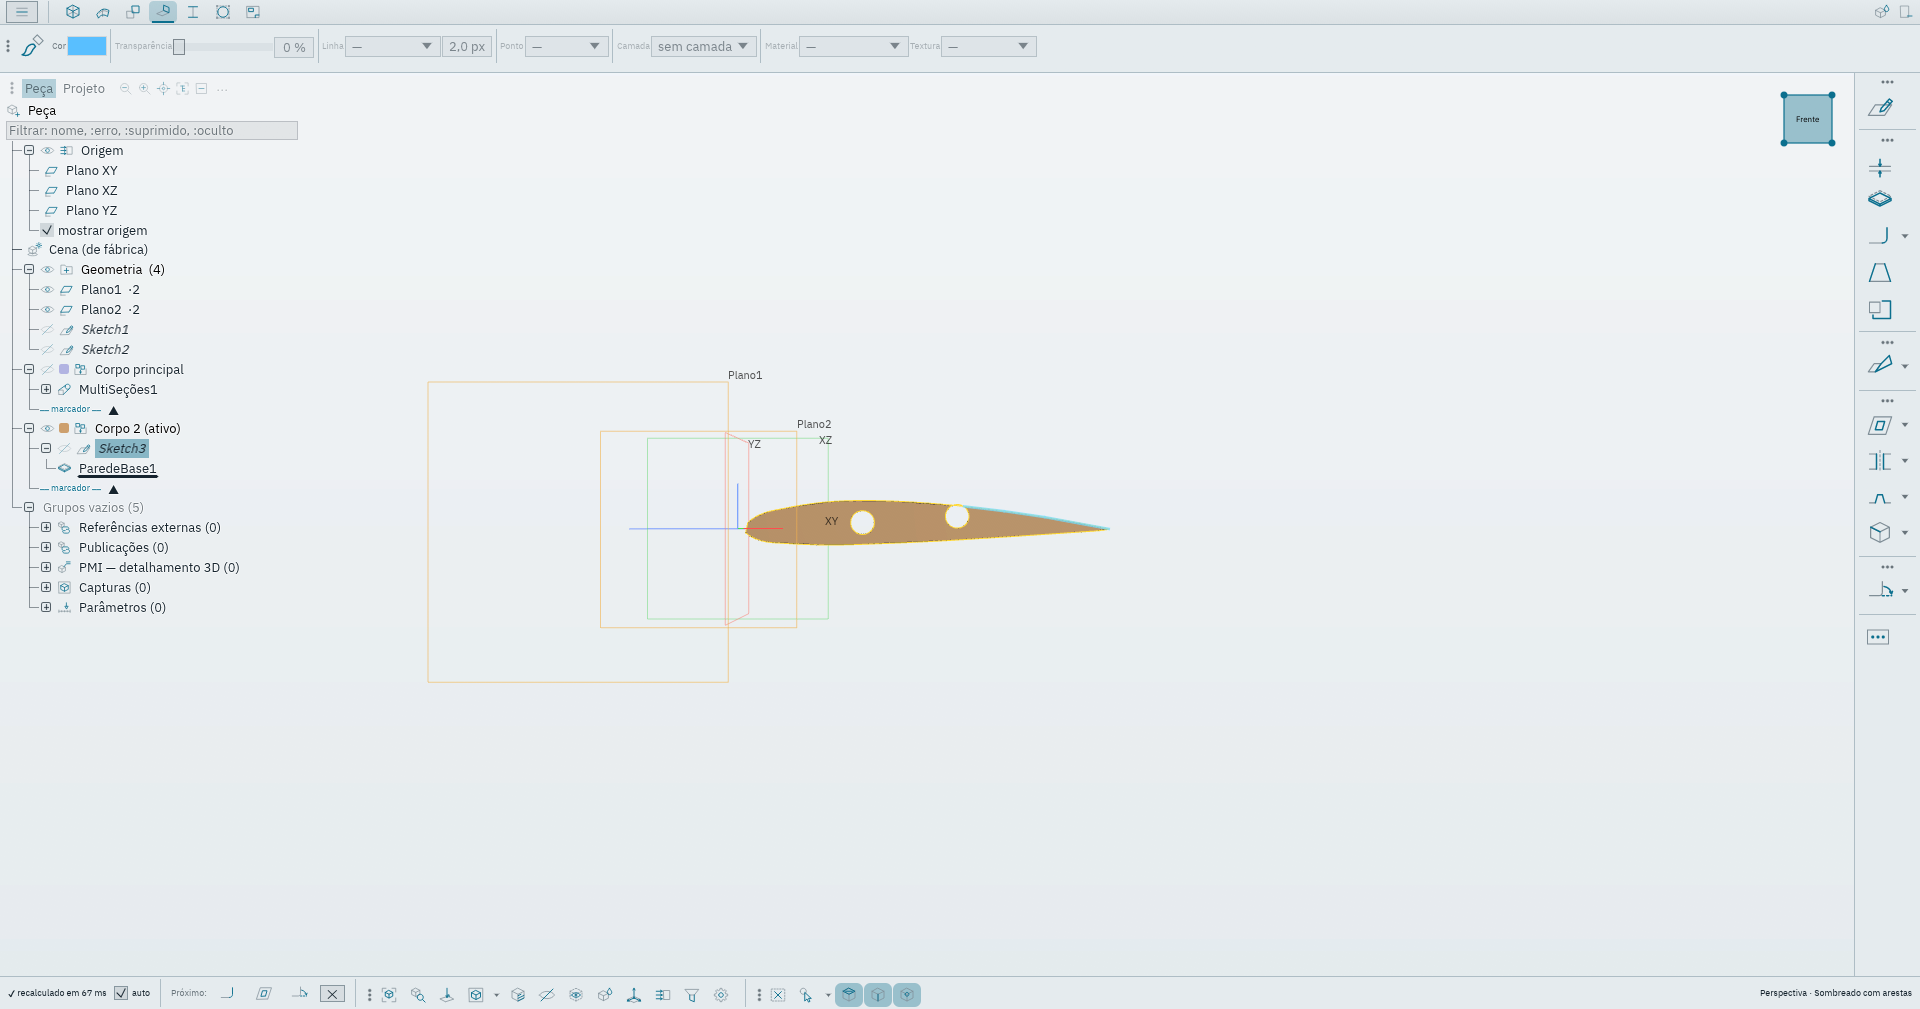 Cor
Transparência
0 %
Linha
—
2,0 px
Ponto
—
Camada
sem camada
Material
—
Textura
—
Peça
Projeto
Peça
Filtrar: nome, :erro, :suprimido, :oculto
Origem
Plano XY
Plano XZ
Plano YZ
mostrar origem
Cena (de fábrica)
Geometria (4)
Plano1 ·2
Plano2 ·2
Sketch1
Sketch2
Corpo principal
MultiSeções1
marcador
Corpo 2 (ativo)
Sketch3
ParedeBase1
marcador
Grupos vazios (5)
Referências externas (0)
Publicações (0)
PMI — detalhamento 3D (0)
Capturas (0)
Parâmetros (0)
Plano1
Plano2
XZ
YZ
XY
Frente
✓ recalculado em 67 ms
auto
Próximo:
Perspectiva · Sombreado com arestas